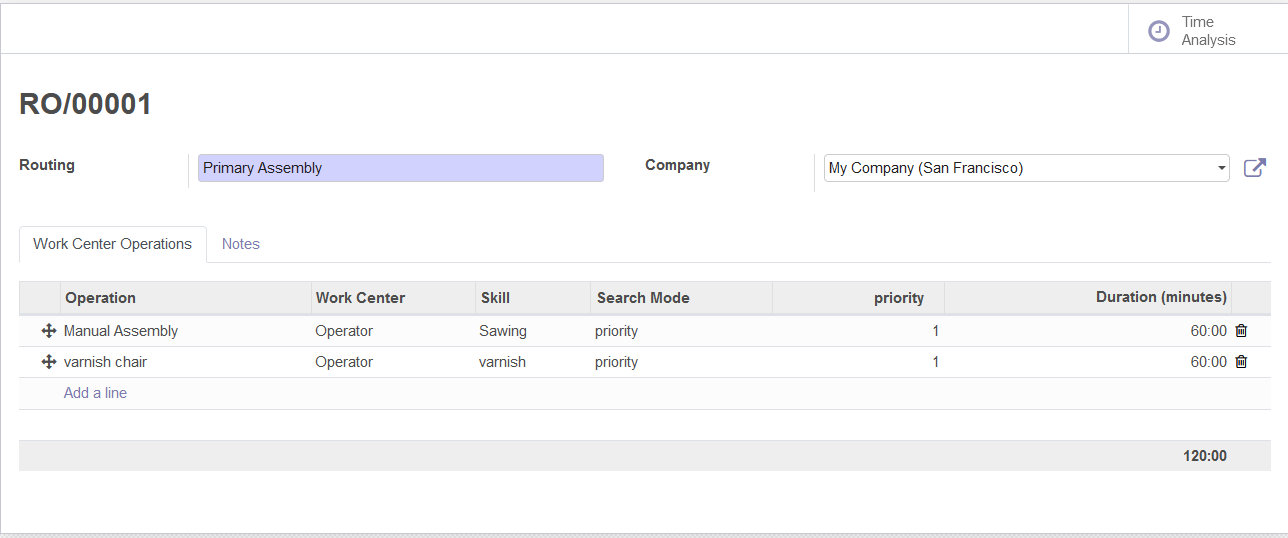 Time
Analysis
RO/00001
Routing Primary Assembly Company My Company (San Francisco)
Work Center Operations Notes
Operation Work Center Skill Search Mode priority Duration (minutes)
Manual Assembly Operator Sawing priority 1 60:00
varnish chair Operator varnish priority 1 60:00
Add a line
120:00